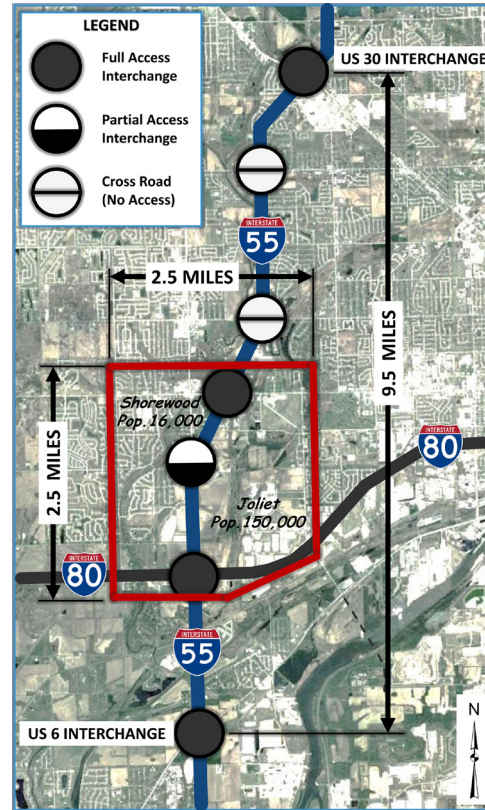 LEGEND
Full Access
Interchange
Partial Access
Interchange
Cross Road
(No Access)
US 30 INTERCHANGE
INTERSTATE
55
2.5 MILES
9.5 MILES
2.5 MILES
Shorewood
Pop.16,000
INTERSTATE
80
Joliet
Pop.150,000
INTERSTATE
80
INTERSTATE
55
US 6 INTERCHANGE
N